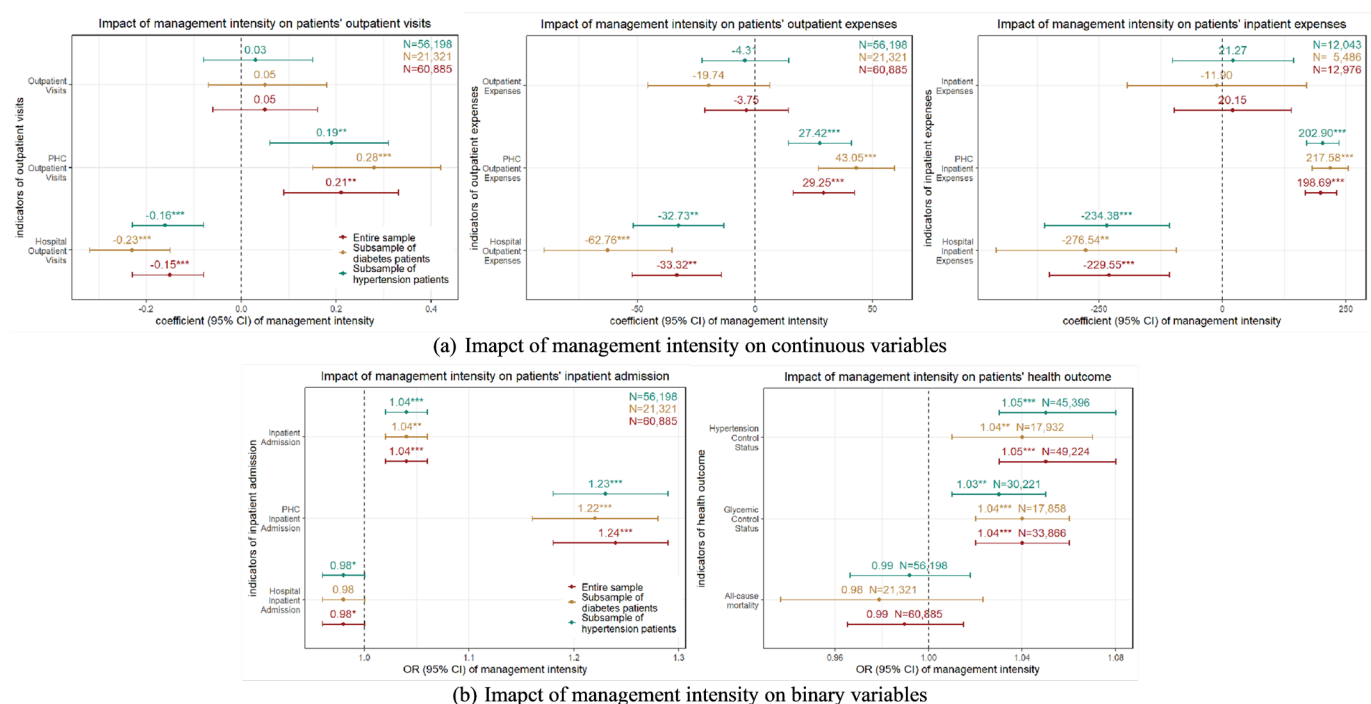 Impact of management intensity on patients' outpatient visits
N=56,198
N=21,321
N=60,885
indicators of outpatient visits
Outpatient
Visits
PHC
Outpatient
Visits
Hospital
Outpatient
Visits
0.03
0.05
0.05
0.19**
0.28***
0.21**
-0.16***
-0.23***
-0.15***
Entire sample
Subsample of
diabetes patients
Subsample of
hypertension patients
-0.2
0.0
0.2
0.4
coefficient (95% CI) of management intensity
Impact of management intensity on patients' outpatient expenses
N=56,198
N=21,321
N=60,885
indicators of outpatient expenses
Outpatient
Expenses
PHC
Outpatient
Expenses
Hospital
Outpatient
Expenses
-4.31
-19.74
-3.75
27.42***
43.05***
29.25***
-32.73**
-62.76***
-33.32**
-50
0
50
coefficient (95% CI) of management intensity
Impact of management intensity on patients' inpatient expenses
N=12,043
N= 5,486
N=12,976
indicators of inpatient expenses
Inpatient
Expenses
PHC
Inpatient
Expenses
Hospital
Inpatient
Expenses
21.27
-11.90
20.15
202.90***
217.58***
198.69***
-234.38***
-276.54**
-229.55***
-250
0
250
coefficient (95% CI) of management intensity
(a) Imapct of management intensity on continuous variables
Impact of management intensity on patients' inpatient admission
N=56,198
N=21,321
N=60,885
indicators of inpatient admission
Inpatient
Admission
PHC
Inpatient
Admission
Hospital
Inpatient
Admission
1.04***
1.04**
1.04***
1.23***
1.22***
1.24***
0.98*
0.98
0.98*
Entire sample
Subsample of
diabetes patients
Subsample of
hypertension patients
1.0
1.1
1.2
1.3
OR (95% CI) of management intensity
Impact of management intensity on patients' health outcome
indicators of health outcome
Hypertension
Control
Status
Glycemic
Control
Status
All-cause
mortality
1.05*** N=45,396
1.04** N=17,932
1.05*** N=49,224
1.03** N=30,221
1.04*** N=17,858
1.04*** N=33,866
0.99 N=56,198
0.98 N=21,321
0.99 N=60,885
0.96
1.00
1.04
1.08
OR (95% CI) of management intensity
(b) Imapct of management intensity on binary variables